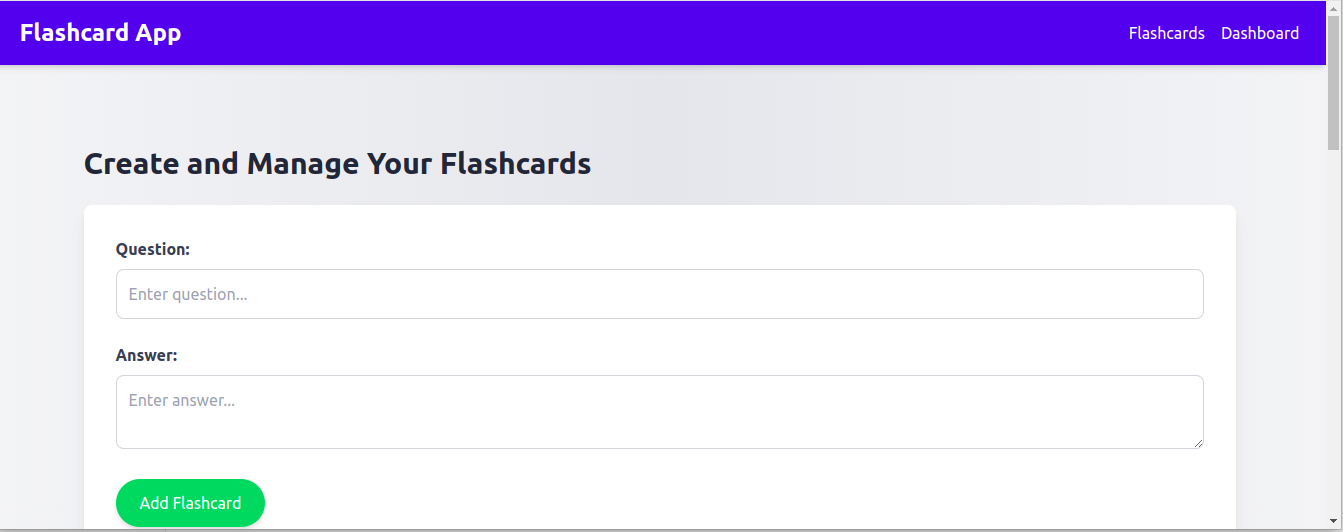 Flashcard App
Flashcards Dashboard
Create and Manage Your Flashcards
Question:
Enter question...
Answer:
Enter answer...
Add Flashcard